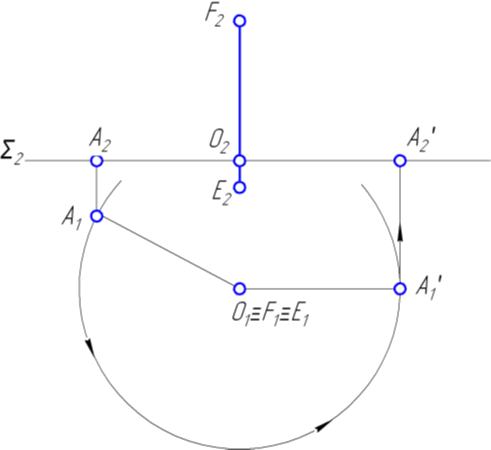 F₂
A₂ O₂ A₂'
Σ₂
E₂
A₁
A₁'
O₁≡F₁≡E₁